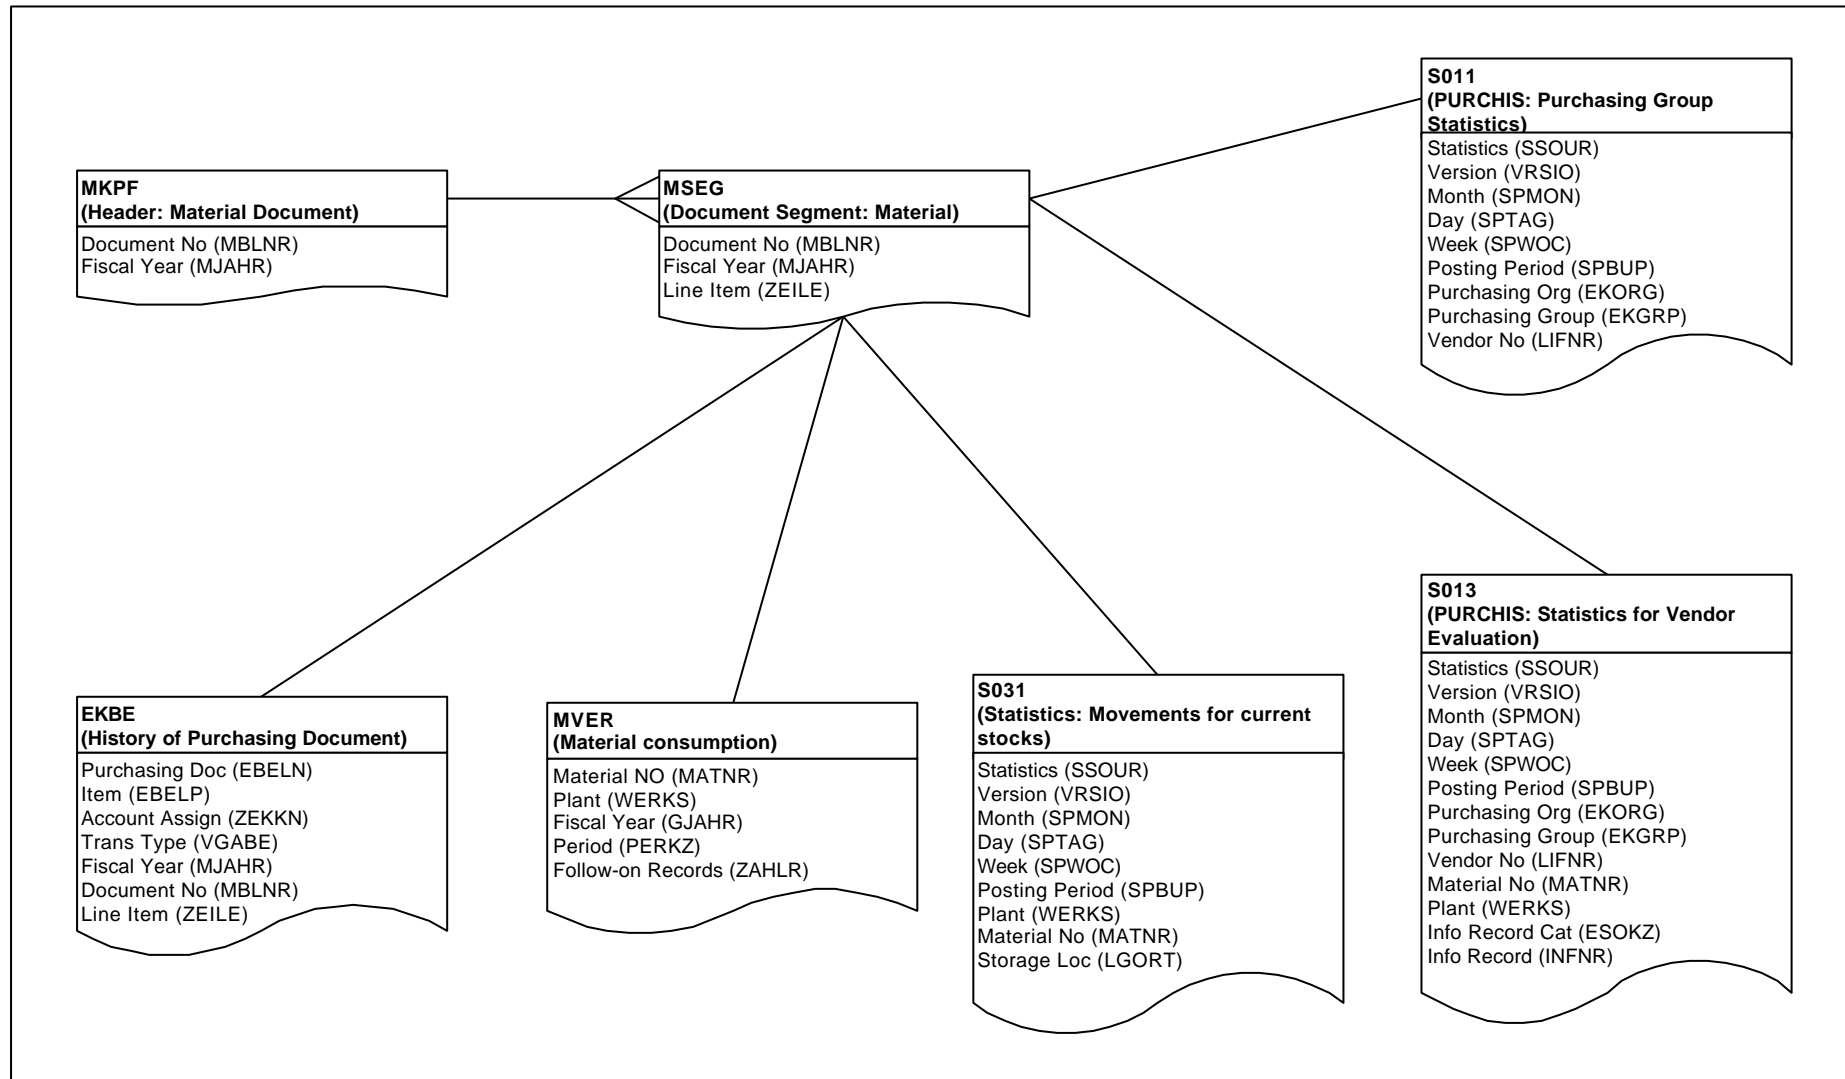 MKPF
(Header: Material Document)
Document No (MBLNR)
Fiscal Year (MJAHR)
MSEG
(Document Segment: Material)
Document No (MBLNR)
Fiscal Year (MJAHR)
Line Item (ZEILE)
S011
(PURCHIS: Purchasing Group
Statistics)
Statistics (SSOUR)
Version (VRSIO)
Month (SPMON)
Day (SPTAG)
Week (SPWOC)
Posting Period (SPBUP)
Purchasing Org (EKORG)
Purchasing Group (EKGRP)
Vendor No (LIFNR)
EKBE
(History of Purchasing Document)
Purchasing Doc (EBELN)
Item (EBELP)
Account Assign (ZEKKN)
Trans Type (VGABE)
Fiscal Year (MJAHR)
Document No (MBLNR)
Line Item (ZEILE)
MVER
(Material consumption)
Material NO (MATNR)
Plant (WERKS)
Fiscal Year (GJAHR)
Period (PERKZ)
Follow-on Records (ZAHLR)
S031
(Statistics: Movements for current
stocks)
Statistics (SSOUR)
Version (VRSIO)
Month (SPMON)
Day (SPTAG)
Week (SPWOC)
Posting Period (SPBUP)
Plant (WERKS)
Material No (MATNR)
Storage Loc (LGORT)
S013
(PURCHIS: Statistics for Vendor
Evaluation)
Statistics (SSOUR)
Version (VRSIO)
Month (SPMON)
Day (SPTAG)
Week (SPWOC)
Posting Period (SPBUP)
Purchasing Org (EKORG)
Purchasing Group (EKGRP)
Vendor No (LIFNR)
Material No (MATNR)
Plant (WERKS)
Info Record Cat (ESOKZ)
Info Record (INFNR)